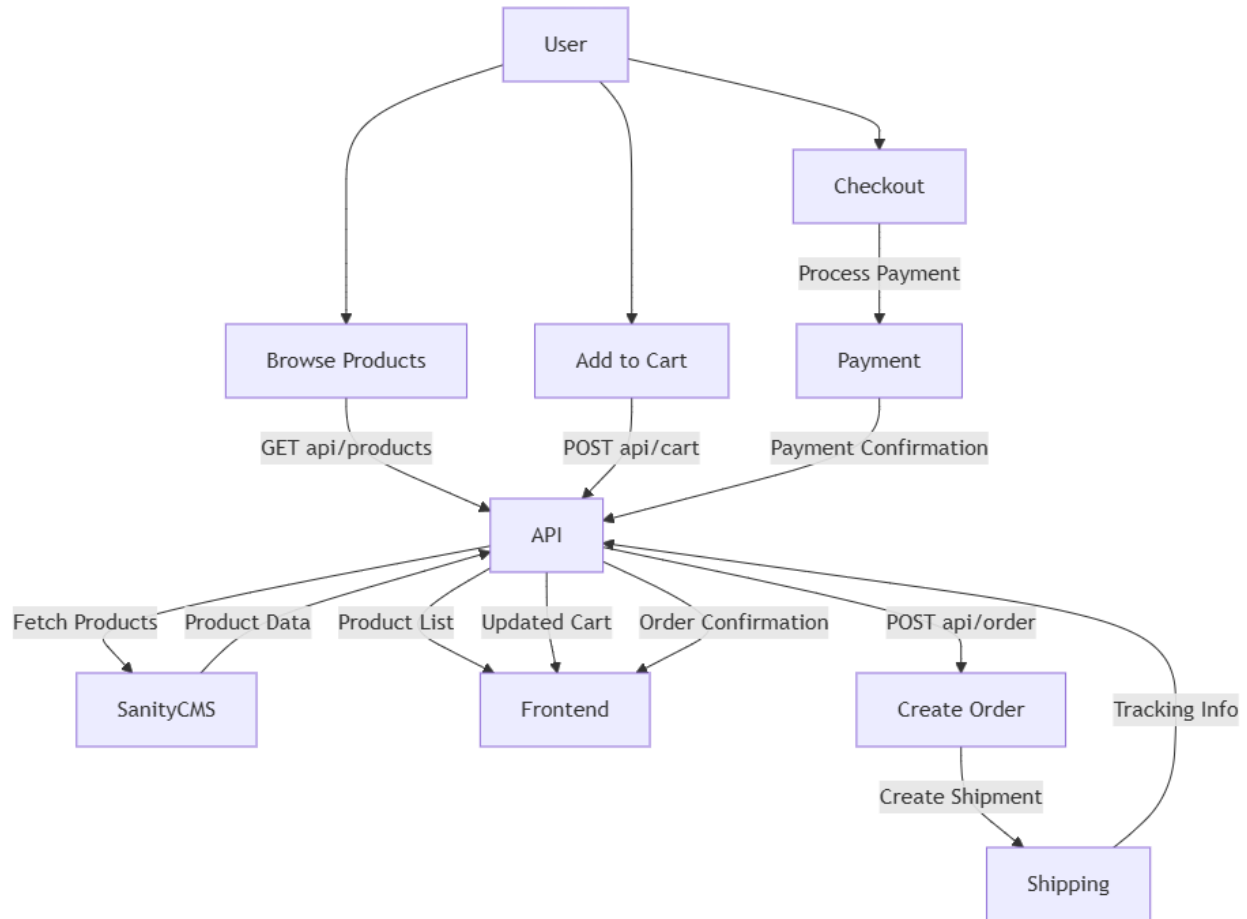 User
Checkout
Process Payment
Browse Products
Add to Cart
Payment
GET api/products
POST api/cart
Payment Confirmation
API
Fetch Products
Product Data
Product List
Updated Cart
Order Confirmation
POST api/order
SanityCMS
Frontend
Create Order
Tracking Info
Create Shipment
Shipping